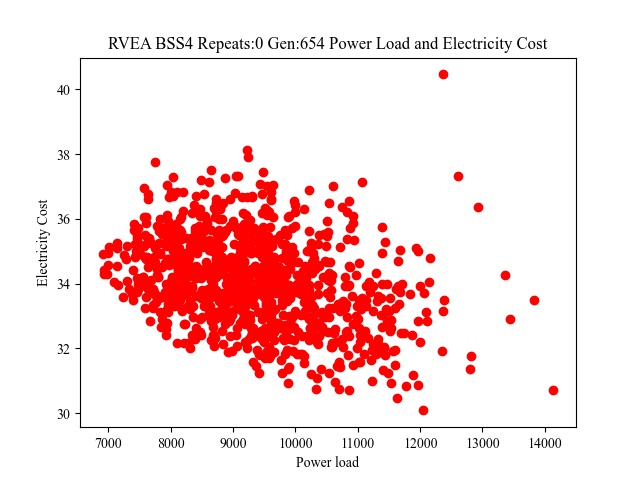 RVEA BSS4 Repeats:0 Gen:654 Power Load and Electricity Cost
40
38
36
34
32
30
Electricity Cost
7000 8000 9000 10000 11000 12000 13000 14000
Power load